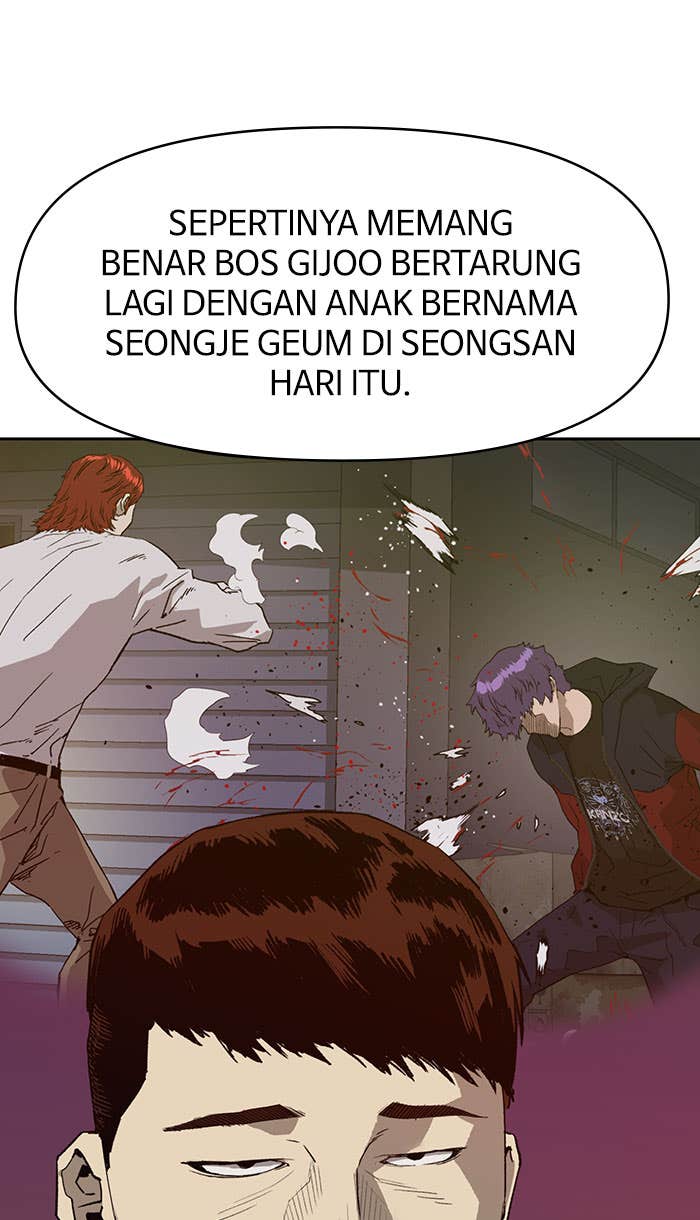 SEPERTINYA MEMANG
BENAR BOS GIJOO BERTARUNG
LAGI DENGAN ANAK BERNAMA
SEONGJE GEUM DI SEONGSAN
HARI ITU.